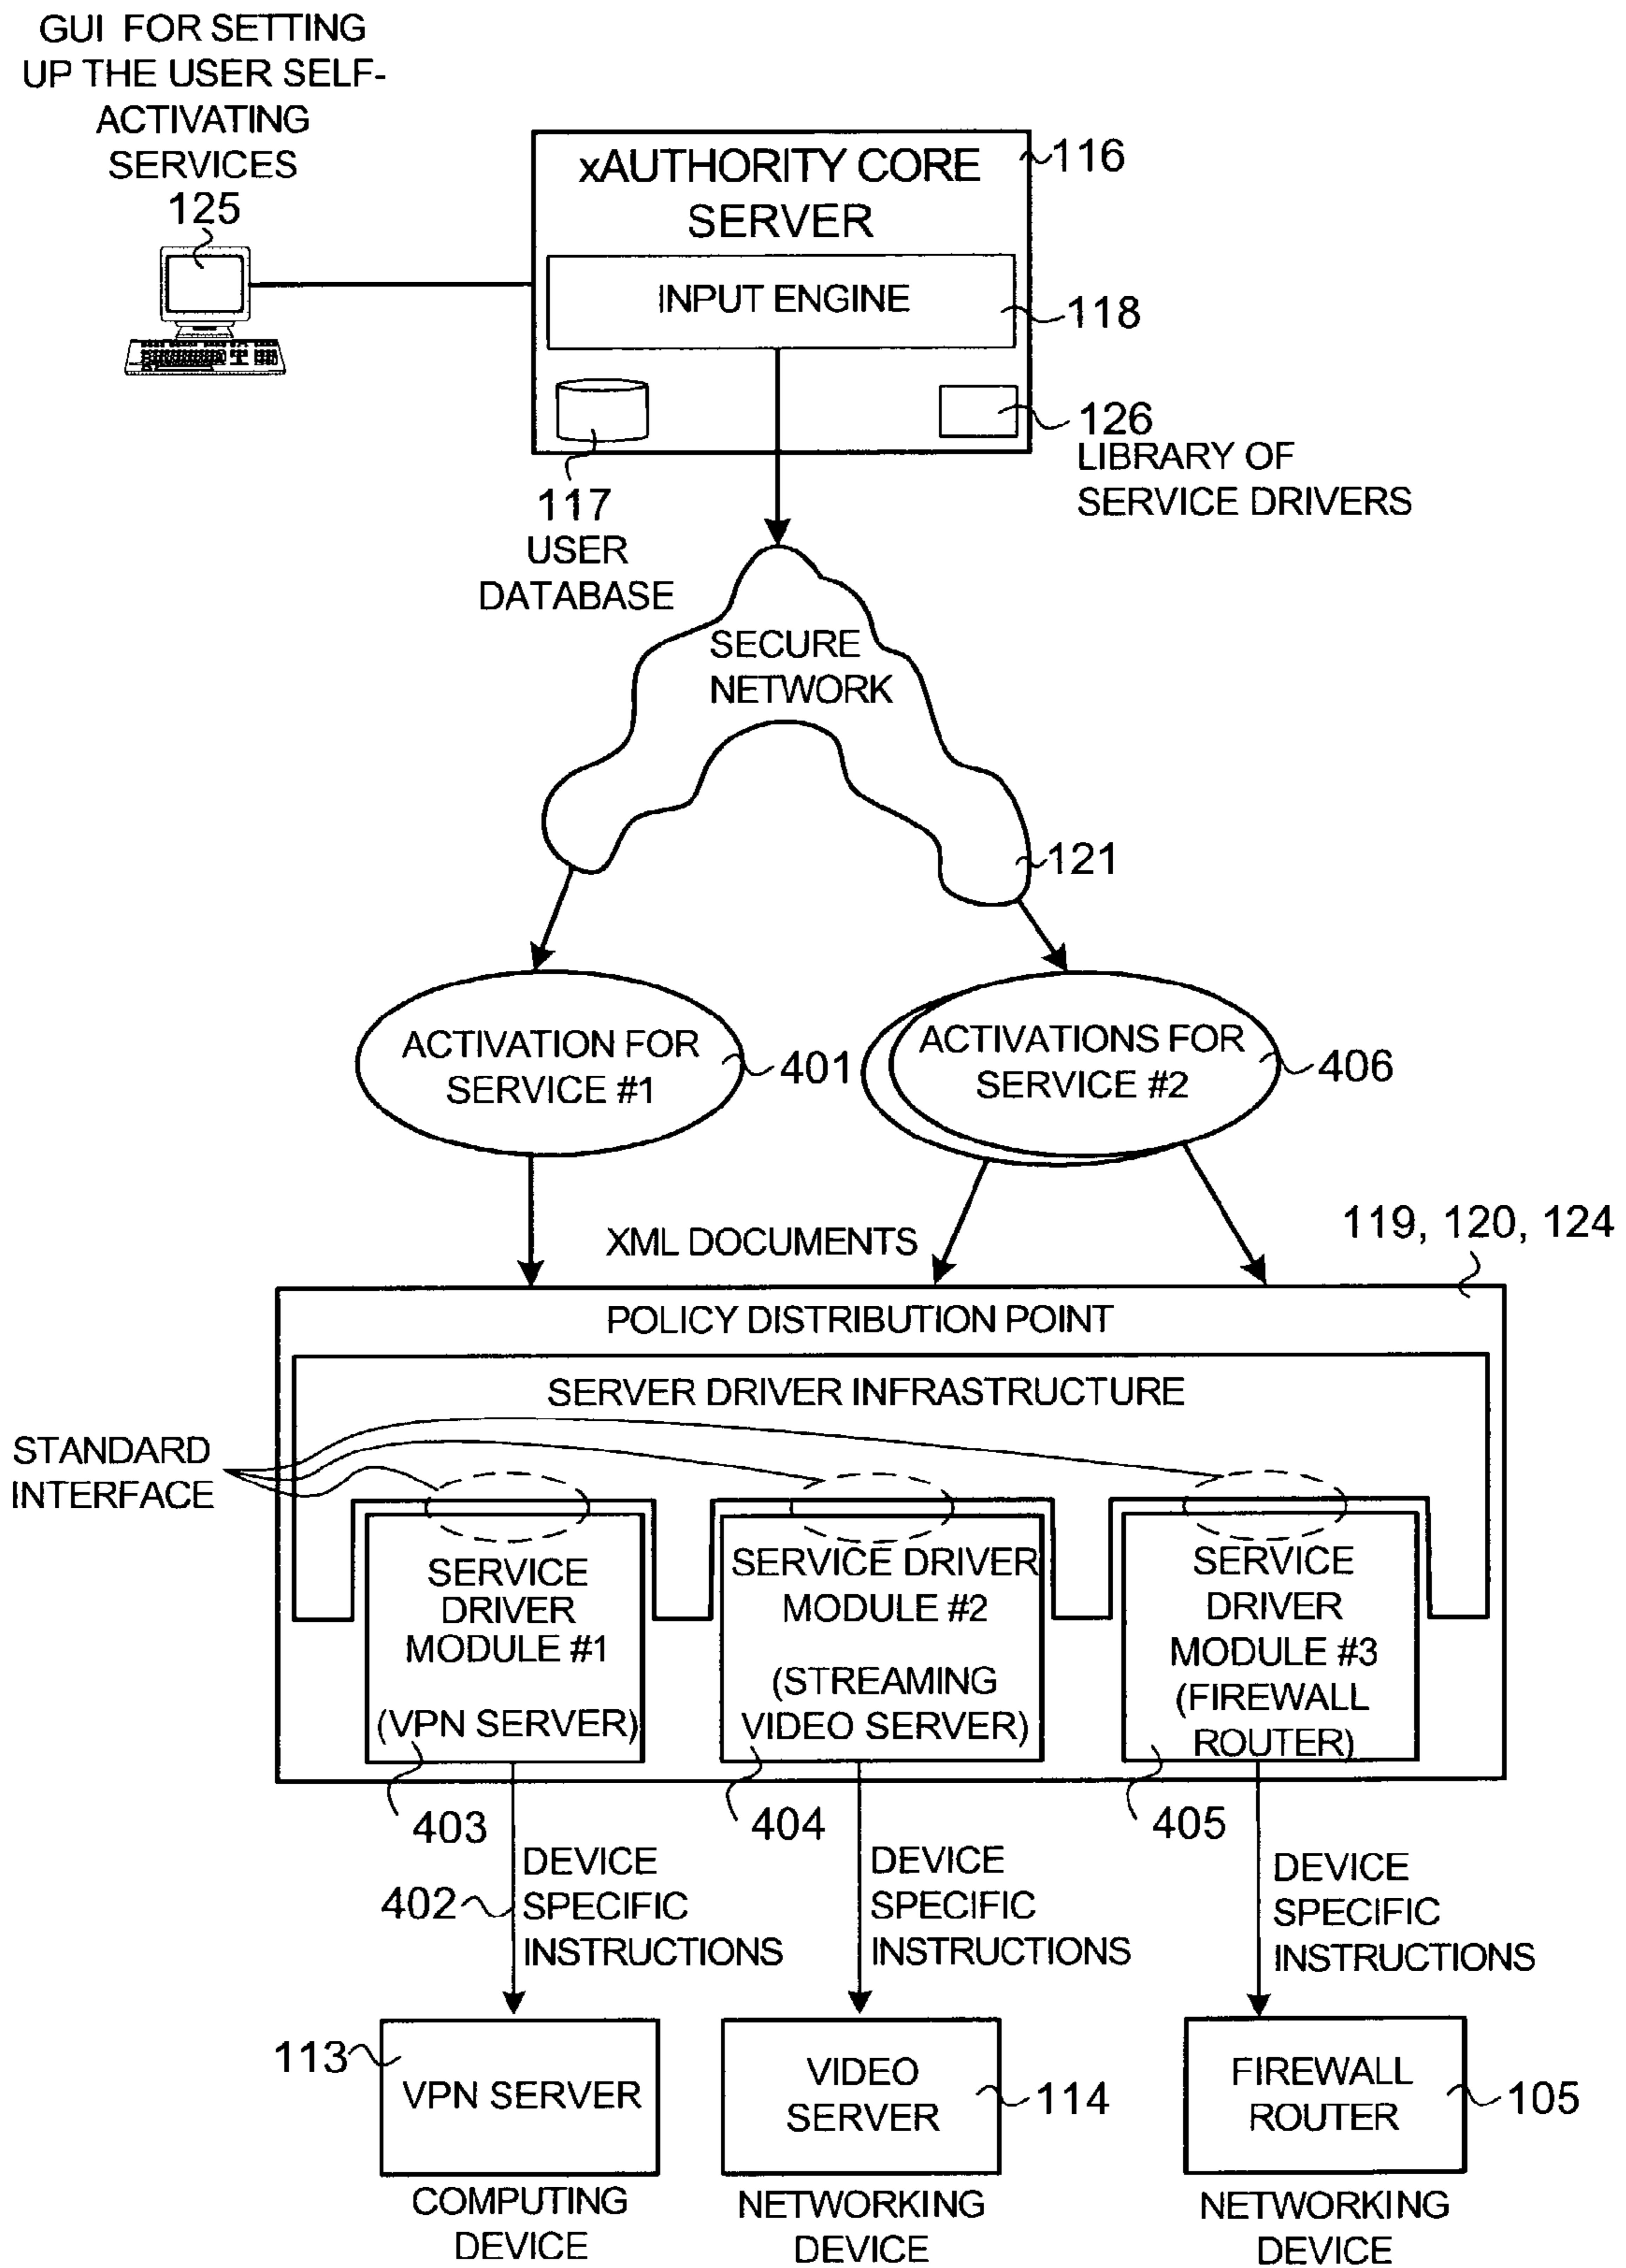 GUI FOR SETTING
UP THE USER SELF-
ACTIVATING
SERVICES
125
xAUTHORITY CORE
SERVER
116
INPUT ENGINE
118
126
LIBRARY OF
SERVICE DRIVERS
117
USER
DATABASE
SECURE
NETWORK
121
ACTIVATION FOR
SERVICE #1
401
ACTIVATIONS FOR
SERVICE #2
406
XML DOCUMENTS
119, 120, 124
POLICY DISTRIBUTION POINT
SERVER DRIVER INFRASTRUCTURE
STANDARD
INTERFACE
SERVICE
DRIVER
MODULE #1
(VPN SERVER)
SERVICE DRIVER
MODULE #2
(STREAMING
VIDEO SERVER)
SERVICE
DRIVER
MODULE #3
(FIREWALL
ROUTER)
403
404
405
402
DEVICE
SPECIFIC
INSTRUCTIONS
DEVICE
SPECIFIC
INSTRUCTIONS
DEVICE
SPECIFIC
INSTRUCTIONS
113
VPN SERVER
VIDEO
SERVER
114
FIREWALL
ROUTER
105
COMPUTING
DEVICE
NETWORKING
DEVICE
NETWORKING
DEVICE